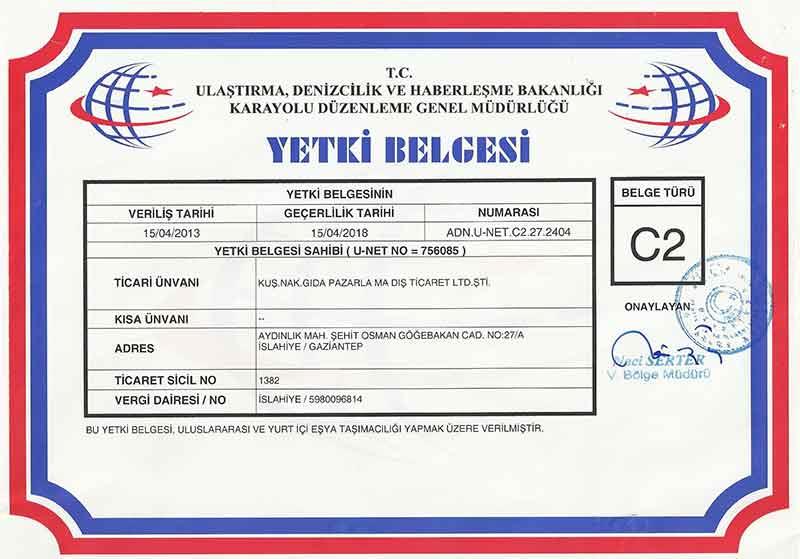 T.C.
ULAŞTIRMA, DENİZCİLİK VE HABERLEŞME BAKANLIĞI
KARAYOLU DÜZENLEME GENEL MÜDÜRLÜĞÜ
YETKİ BELGESİ
YETKİ BELGESİNİN
VERİLİŞ TARİHİ GEÇERLİLİK TARİHİ NUMARASI
15/04/2013 15/04/2018 ADN.U-NET.C2.27.2404
YETKİ BELGESİ SAHİBİ ( U-NET NO = 756085 )
TİCARİ ÜNVANI KUŞ.NAK.GIDA PAZARLA MA DIŞ TİCARET LTD.ŞTİ.
KISA ÜNVANI --
ADRES AYDINLIK MAH. ŞEHİT OSMAN GÖĞEBAKAN CAD. NO:27/A
İSLAHİYE / GAZİANTEP
TİCARET SİCİL NO 1382
VERGİ DAİRESİ / NO İSLAHİYE / 5980096814
BELGE TÜRÜ
C2
ONAYLAYAN
Naci SERTER
V. Bölge Müdürü
BU YETKİ BELGESİ, ULUSLARARASI VE YURT İÇİ EŞYA TAŞIMACILIĞI YAPMAK ÜZERE VERİLMİŞTİR.